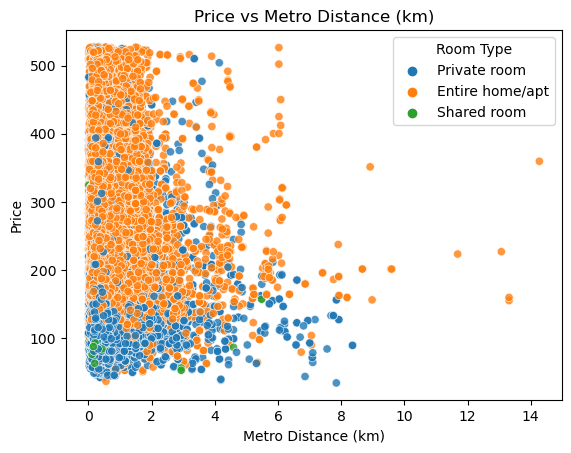 Price vs Metro Distance (km)
Room Type
Private room
Entire home/apt
Shared room
500
400
300
200
100
Price
0 2 4 6 8 10 12 14
Metro Distance (km)